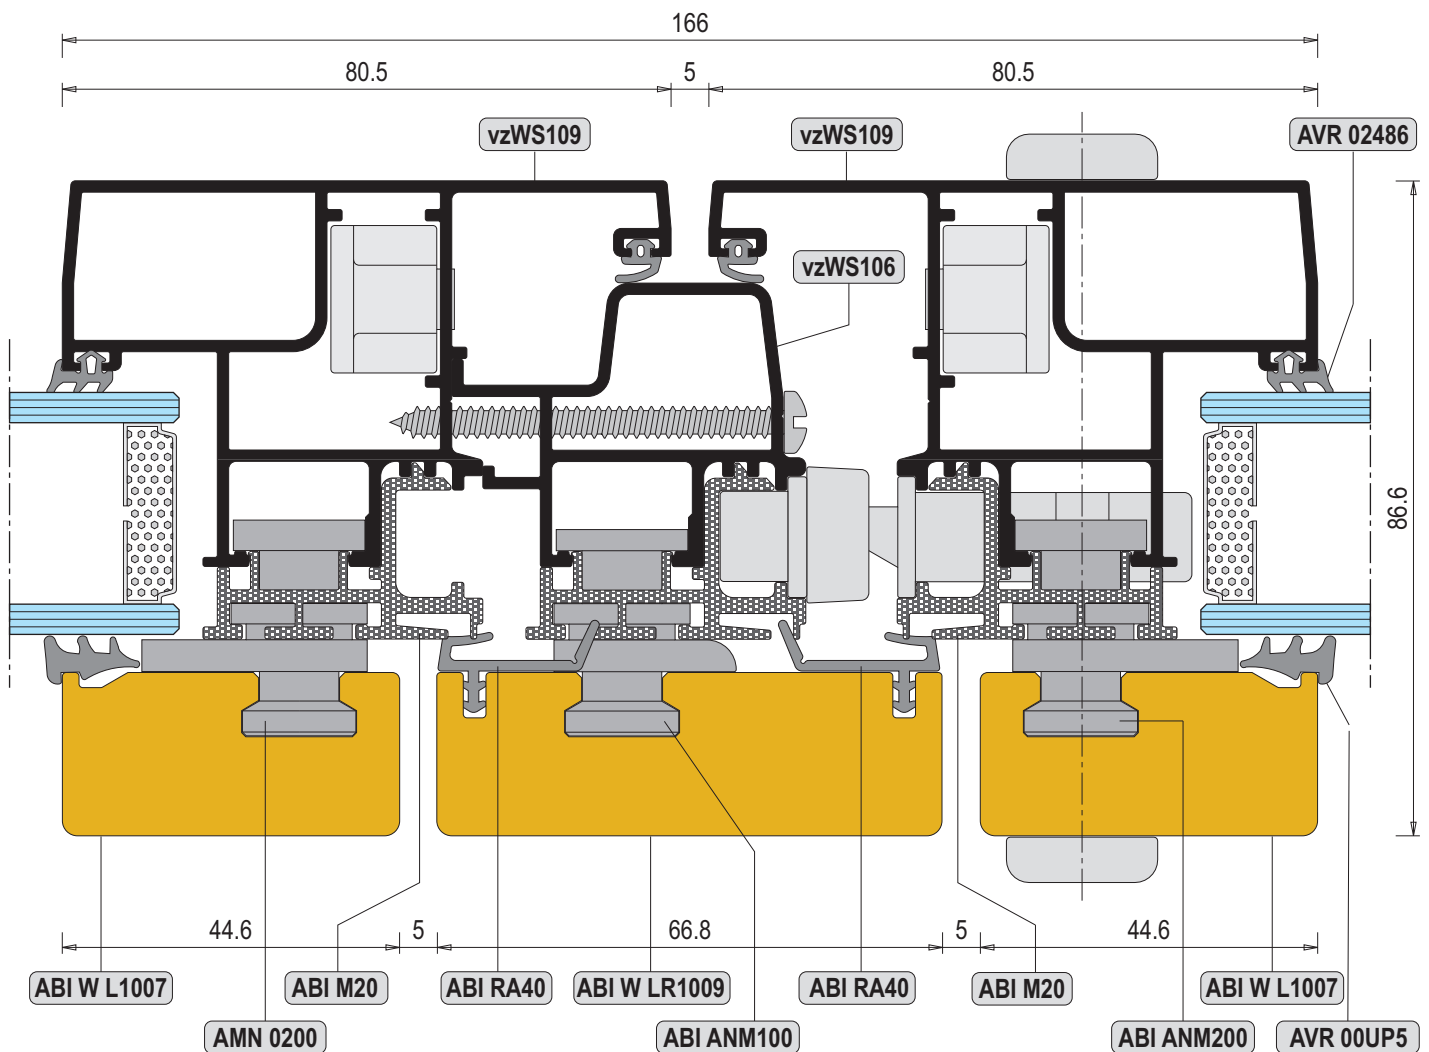 166
80.5 5 80.5
vzWS109 vzWS109 AVR 02486
vzWS106
86.6
44.6 5 66.8 5 44.6
ABI W L1007 ABI M20 ABI RA40 ABI W LR1009 ABI RA40 ABI M20 ABI W L1007
AMN 0200 ABI ANM100 ABI ANM200 AVR 00UP5